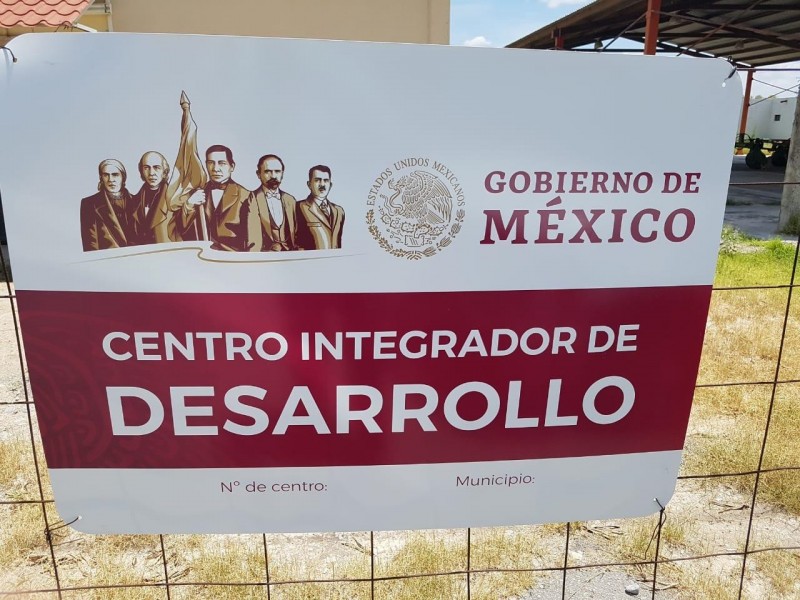 ESTADOS UNIDOS MEXICANOS
GOBIERNO DE
MÉXICO
CENTRO INTEGRADOR DE
DESARROLLO
N° de centro:
Municipio: